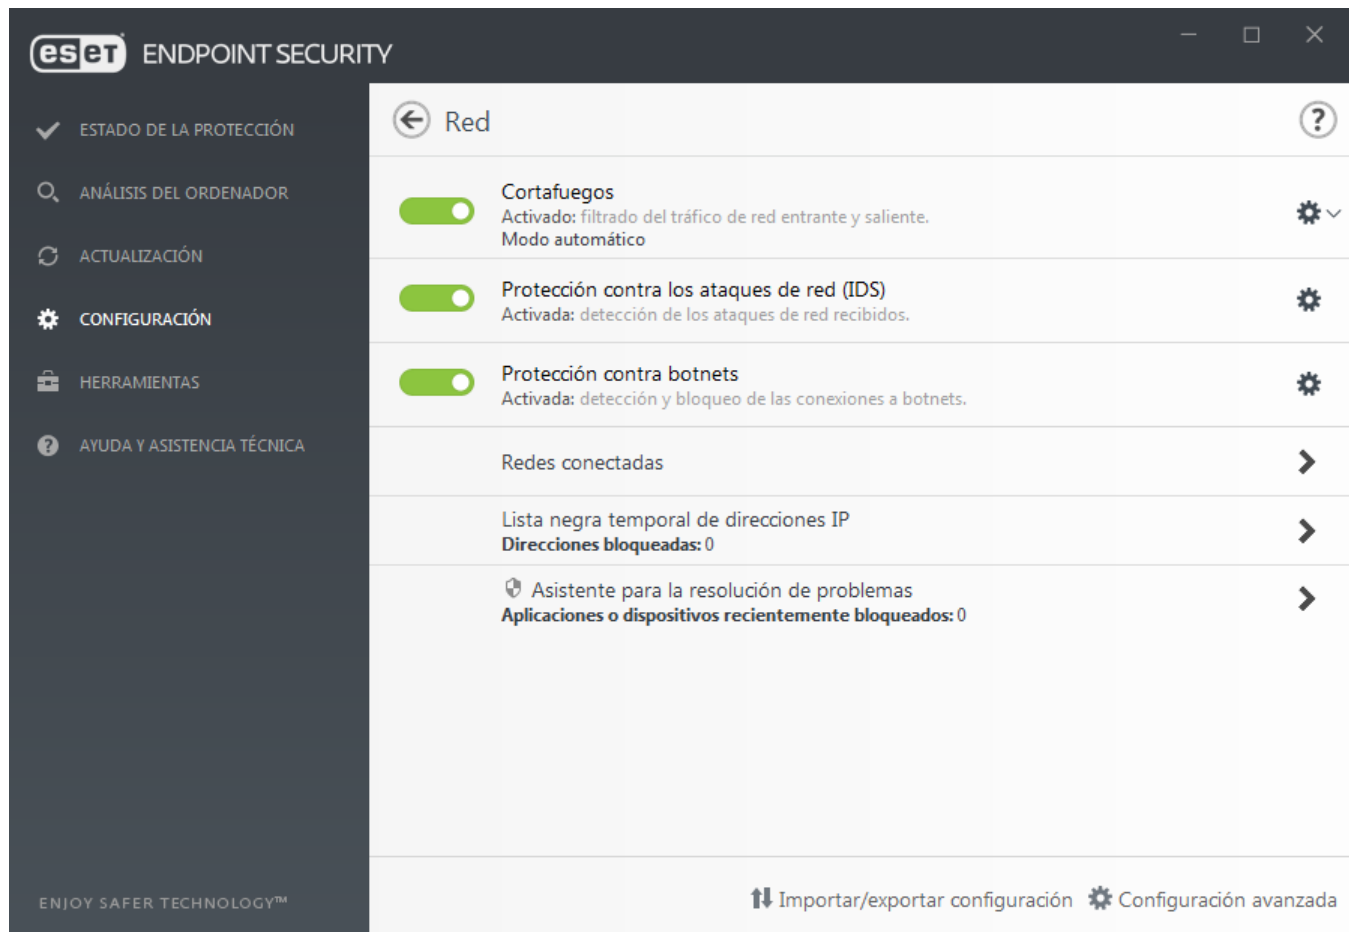 eset ENDPOINT SECURITY
ESTADO DE LA PROTECCIÓN
ANÁLISIS DEL ORDENADOR
ACTUALIZACIÓN
CONFIGURACIÓN
HERRAMIENTAS
AYUDA Y ASISTENCIA TÉCNICA
ENJOY SAFER TECHNOLOGY™
Red
?
Cortafuegos
Activado: filtrado del tráfico de red entrante y saliente.
Modo automático
Protección contra los ataques de red (IDS)
Activada: detección de los ataques de red recibidos.
Protección contra botnets
Activada: detección y bloqueo de las conexiones a botnets.
Redes conectadas
Lista negra temporal de direcciones IP
Direcciones bloqueadas: 0
Asistente para la resolución de problemas
Aplicaciones o dispositivos recientemente bloqueados: 0
Importar/exportar configuración Configuración avanzada